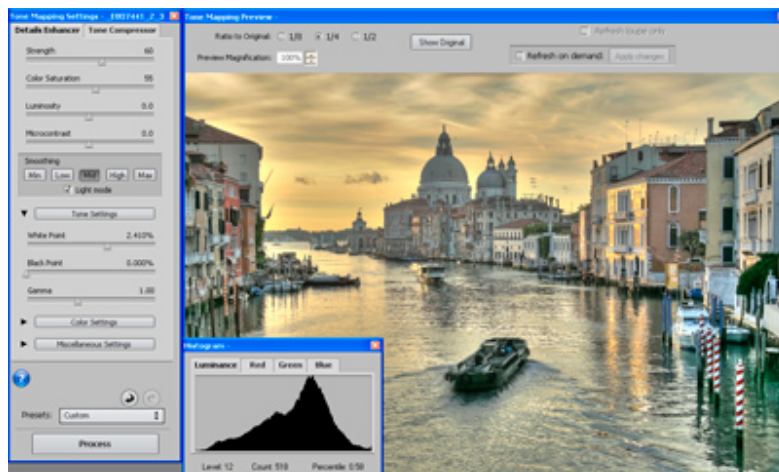 Tone Mapping Settings - _E0D7441_2_3
Details Enhancer Tone Compressor
Strength 60
Color Saturation 55
Luminosity 0.0
Microcontrast 0.0
Smoothing
Min Low Mid High Max
Light mode
Tone Settings
White Point 2.410%
Black Point 0.000%
Gamma 1.00
Color Settings
Miscellaneous Settings
Presets: Custom
Process
Tone Mapping Preview -
Ratio to Original: 1/8 1/4 1/2
Preview Magnification: 100%
Show Original
Refresh loupe only
Refresh on demand: Apply changes
Histogram -
Luminance Red Green Blue
Level: 12 Count: 518 Percentile: 0.58